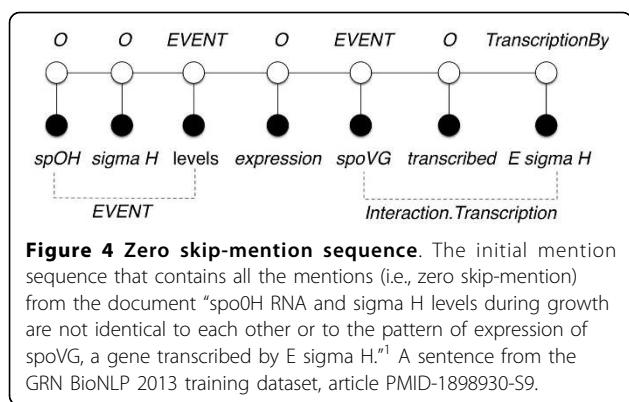 O O EVENT O EVENT O TranscriptionBy
spOH sigma H levels expression spoVG transcribed E sigma H
EVENT Interaction.Transcription
Figure 4 Zero skip-mention sequence. The initial mention
sequence that contains all the mentions (i.e., zero skip-mention)
from the document “spo0H RNA and sigma H levels during growth
are not identical to each other or to the pattern of expression of
spoVG, a gene transcribed by E sigma H.”1 A sentence from the
GRN BioNLP 2013 training dataset, article PMID-1898930-S9.